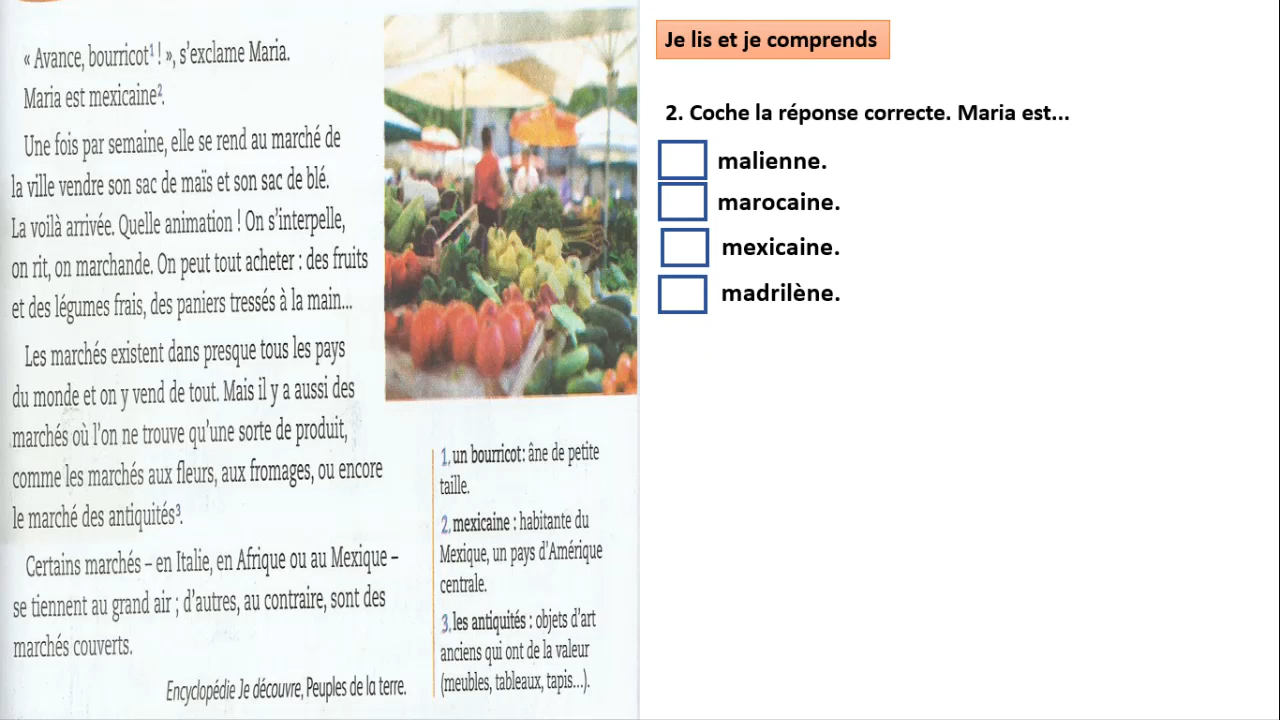 « Avance, bourricot¹ ! », s'exclame Maria.
Maria est mexicaine².
Une fois par semaine, elle se rend au marché de
la ville vendre son sac de maïs et son sac de blé.
La voilà arrivée. Quelle animation ! On s'interpelle,
on rit, on marchande. On peut tout acheter : des fruits
et des légumes frais, des paniers tressés à la main...
Les marchés existent dans presque tous les pays
du monde et on y vend de tout. Mais il y a aussi des
marchés où l'on ne trouve qu'une sorte de produit,
comme les marchés aux fleurs, aux fromages, ou encore
le marché des antiquités³.
Certains marchés – en Italie, en Afrique ou au Mexique –
se tiennent au grand air ; d'autres, au contraire, sont des
marchés couverts.
Encyclopédie Je découvre, Peuples de la terre.
1. un bourricot : âne de petite
taille.
2. mexicaine : habitante du
Mexique, un pays d'Amérique
centrale.
3. les antiquités : objets d'art
anciens qui ont de la valeur
(meubles, tableaux, tapis...).
Je lis et je comprends
2. Coche la réponse correcte. Maria est...
malienne.
marocaine.
mexicaine.
madrilène.